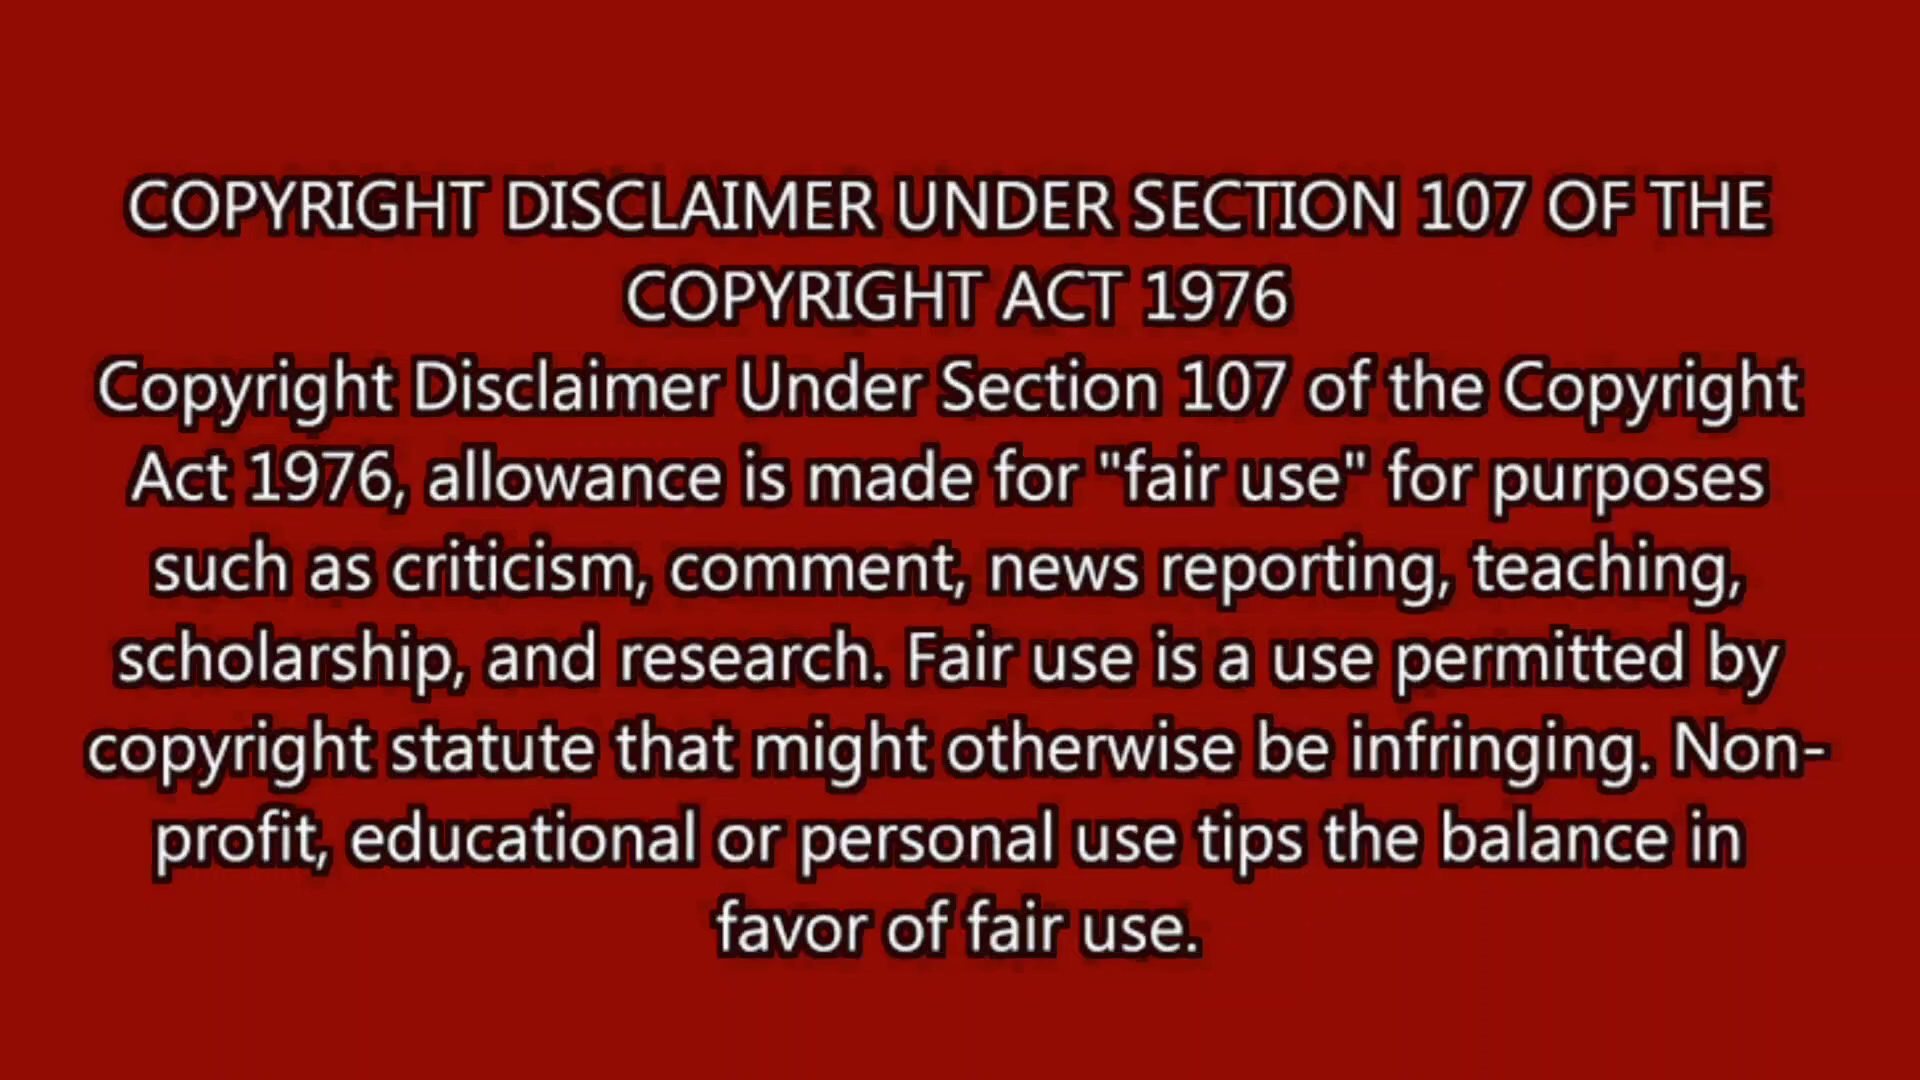 COPYRIGHT DISCLAIMER UNDER SECTION 107 OF THE
COPYRIGHT ACT 1976
Copyright Disclaimer Under Section 107 of the Copyright
Act 1976, allowance is made for "fair use" for purposes
such as criticism, comment, news reporting, teaching,
scholarship, and research. Fair use is a use permitted by
copyright statute that might otherwise be infringing. Non-
profit, educational or personal use tips the balance in
favor of fair use.